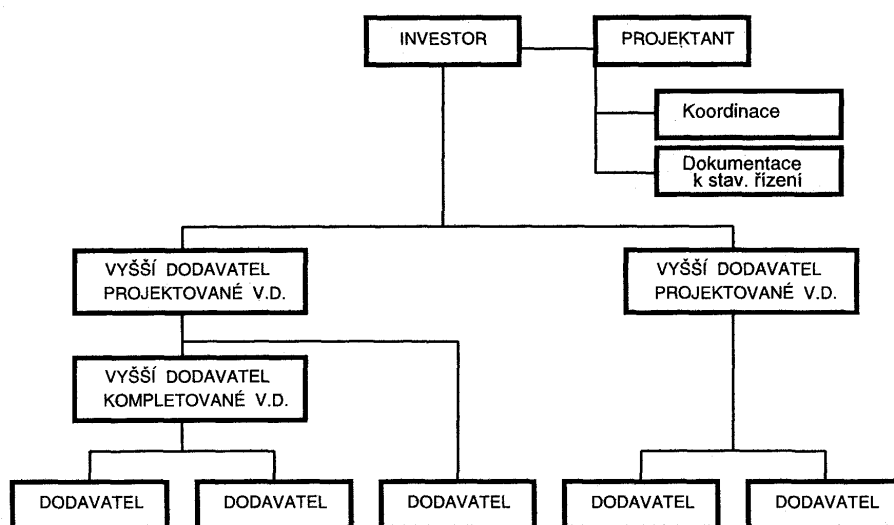 INVESTOR
PROJEKTANT
Koordinace
Dokumentace
k stav. řízení
VYŠŠÍ DODAVATEL
PROJEKTOVANÉ V.D.
VYŠŠÍ DODAVATEL
PROJEKTOVANÉ V.D.
VYŠŠÍ DODAVATEL
KOMPLETOVANÉ V.D.
DODAVATEL
DODAVATEL
DODAVATEL
DODAVATEL
DODAVATEL